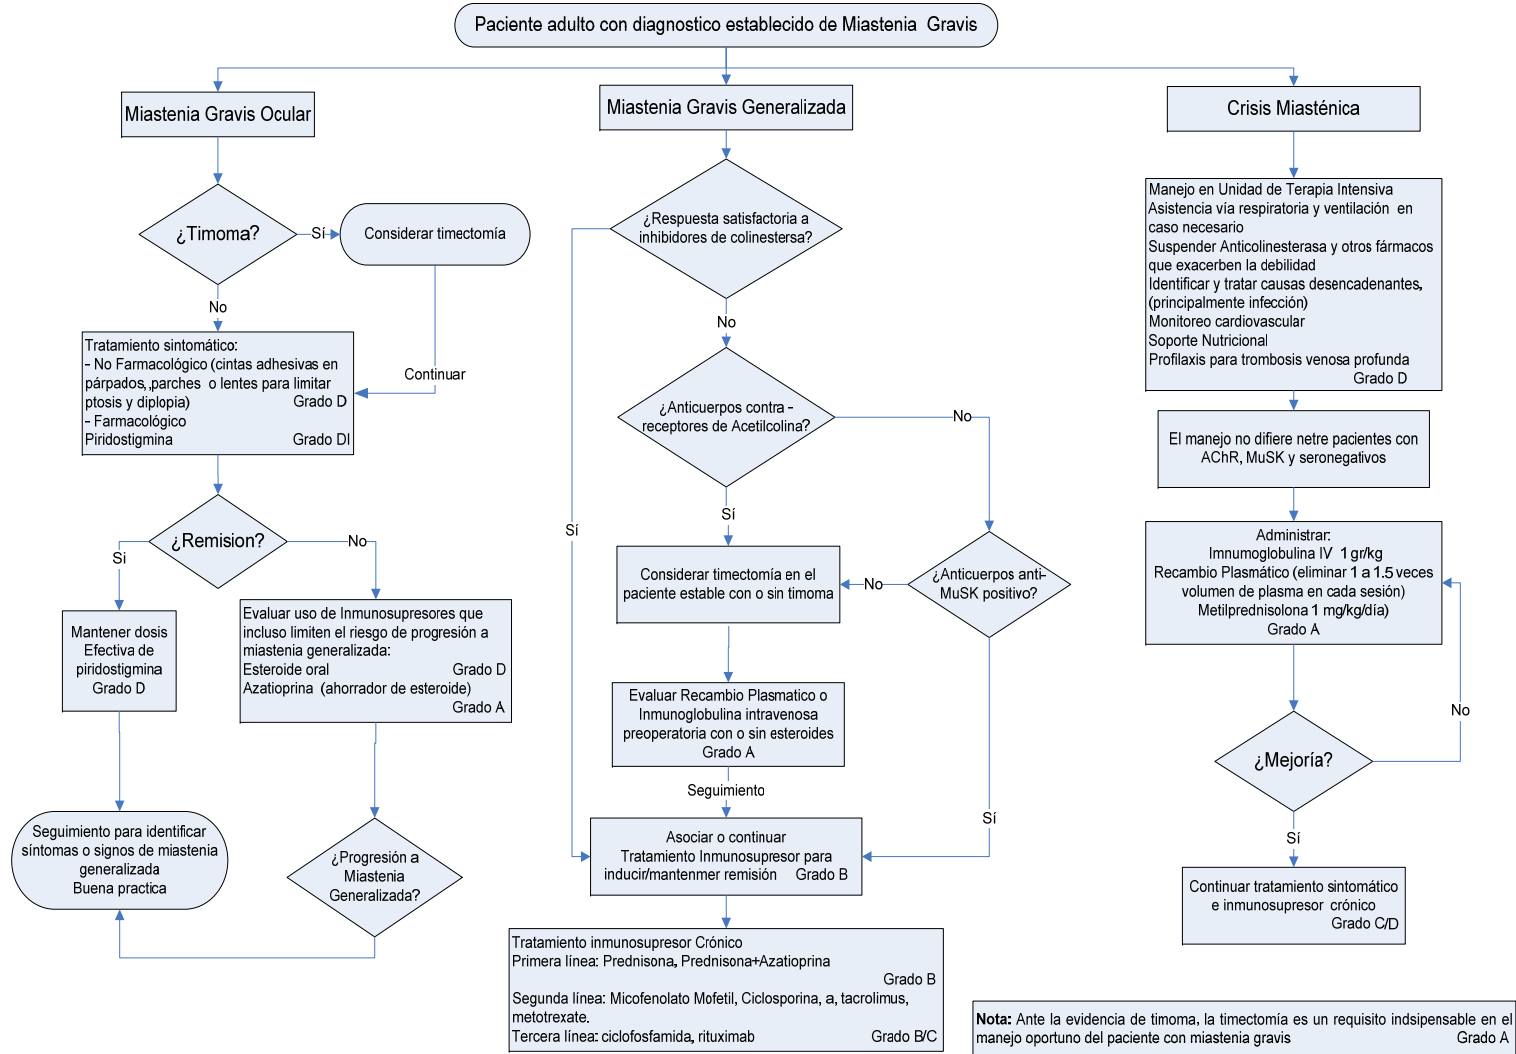 Paciente adulto con diagnostico establecido de Miastenia Gravis
Miastenia Gravis Ocular
¿Timoma?
Sí
Considerar timectomía
No
Continuar
Tratamiento sintomático:
- No Farmacológico (cintas adhesivas en
párpados,,parches o lentes para limitar
ptosis y diplopia) Grado D
- Farmacológico
Piridostigmina Grado DI
¿Remision?
Si
No
Mantener dosis
Efectiva de
piridostigmina
Grado D
Evaluar uso de Inmunosupresores que
incluso limiten el riesgo de progresión a
miastenia generalizada:
Esteroide oral Grado D
Azatioprina (ahorrador de esteroide)
Grado A
Seguimiento para identificar
síntomas o signos de miastenia
generalizada
Buena practica
¿Progresión a
Miastenia
Generalizada?
Miastenia Gravis Generalizada
¿Respuesta satisfactoria a
inhibidores de colinestersa?
No
Sí
¿Anticuerpos contra -
receptores de Acetilcolina?
No
Sí
¿Anticuerpos anti-
MuSK positivo?
No
Sí
Considerar timectomía en el
paciente estable con o sin timoma
Evaluar Recambio Plasmatico o
Inmunoglobulina intravenosa
preoperatoria con o sin esteroides
Grado A
Seguimiento
Asociar o continuar
Tratamiento Inmunosupresor para
inducir/mantenmer remisión Grado B
Tratamiento inmunosupresor Crónico
Primera línea: Prednisona, Prednisona+Azatioprina
Grado B
Segunda línea: Micofenolato Mofetil, Ciclosporina, a, tacrolimus,
metotrexate.
Tercera línea: ciclofosfamida, rituximab Grado B/C
Crisis Miasténica
Manejo en Unidad de Terapia Intensiva
Asistencia vía respiratoria y ventilación en
caso necesario
Suspender Anticolinesterasa y otros fármacos
que exacerben la debilidad
Identificar y tratar causas desencadenantes,
(principalmente infección)
Monitoreo cardiovascular
Soporte Nutricional
Profilaxis para trombosis venosa profunda
Grado D
El manejo no difiere netre pacientes con
AChR, MuSK y seronegativos
Administrar:
Imnumoglobulina IV 1 gr/kg
Recambio Plasmático (eliminar 1 a 1.5 veces
volumen de plasma en cada sesión)
Metilprednisolona 1 mg/kg/día)
Grado A
¿Mejoría?
No
Sí
Continuar tratamiento sintomático
e inmunosupresor crónico
Grado C/D
Nota: Ante la evidencia de timoma, la timectomía es un requisito indsipensable en el
manejo oportuno del paciente con miastenia gravis Grado A